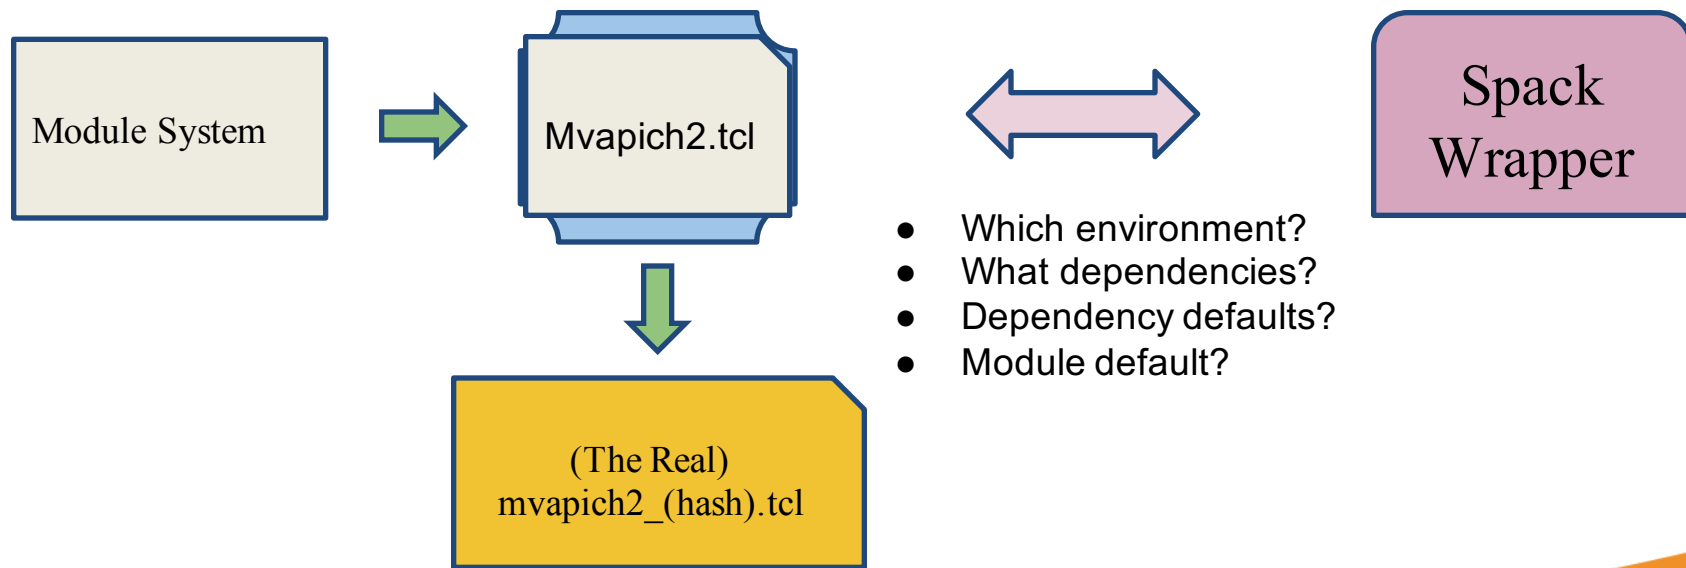 Module System
Mvapich2.tcl
Spack
Wrapper
● Which environment?
● What dependencies?
● Dependency defaults?
● Module default?
(The Real)
mvapich2_(hash).tcl